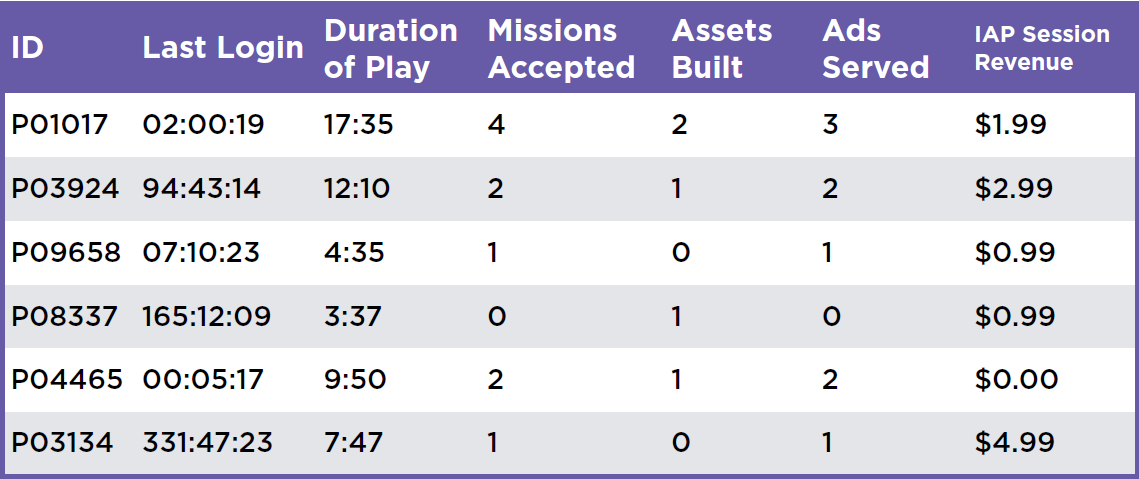 ID Last Login Duration of Play Missions Accepted Assets Built Ads Served IAP Session Revenue
P01017 02:00:19 17:35 4 2 3 $1.99
P03924 94:43:14 12:10 2 1 2 $2.99
P09658 07:10:23 4:35 1 0 1 $0.99
P08337 165:12:09 3:37 0 1 0 $0.99
P04465 00:05:17 9:50 2 1 2 $0.00
P03134 331:47:23 7:47 1 0 1 $4.99